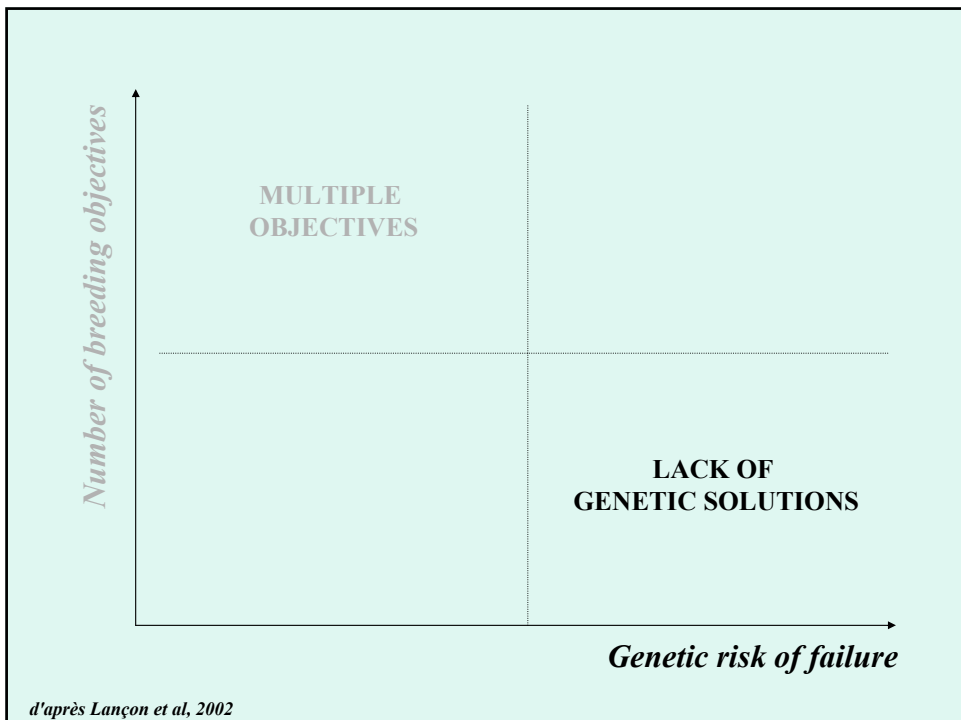 Number of breeding objectives
MULTIPLE
OBJECTIVES
LACK OF
GENETIC SOLUTIONS
Genetic risk of failure
d'après Lançon et al, 2002